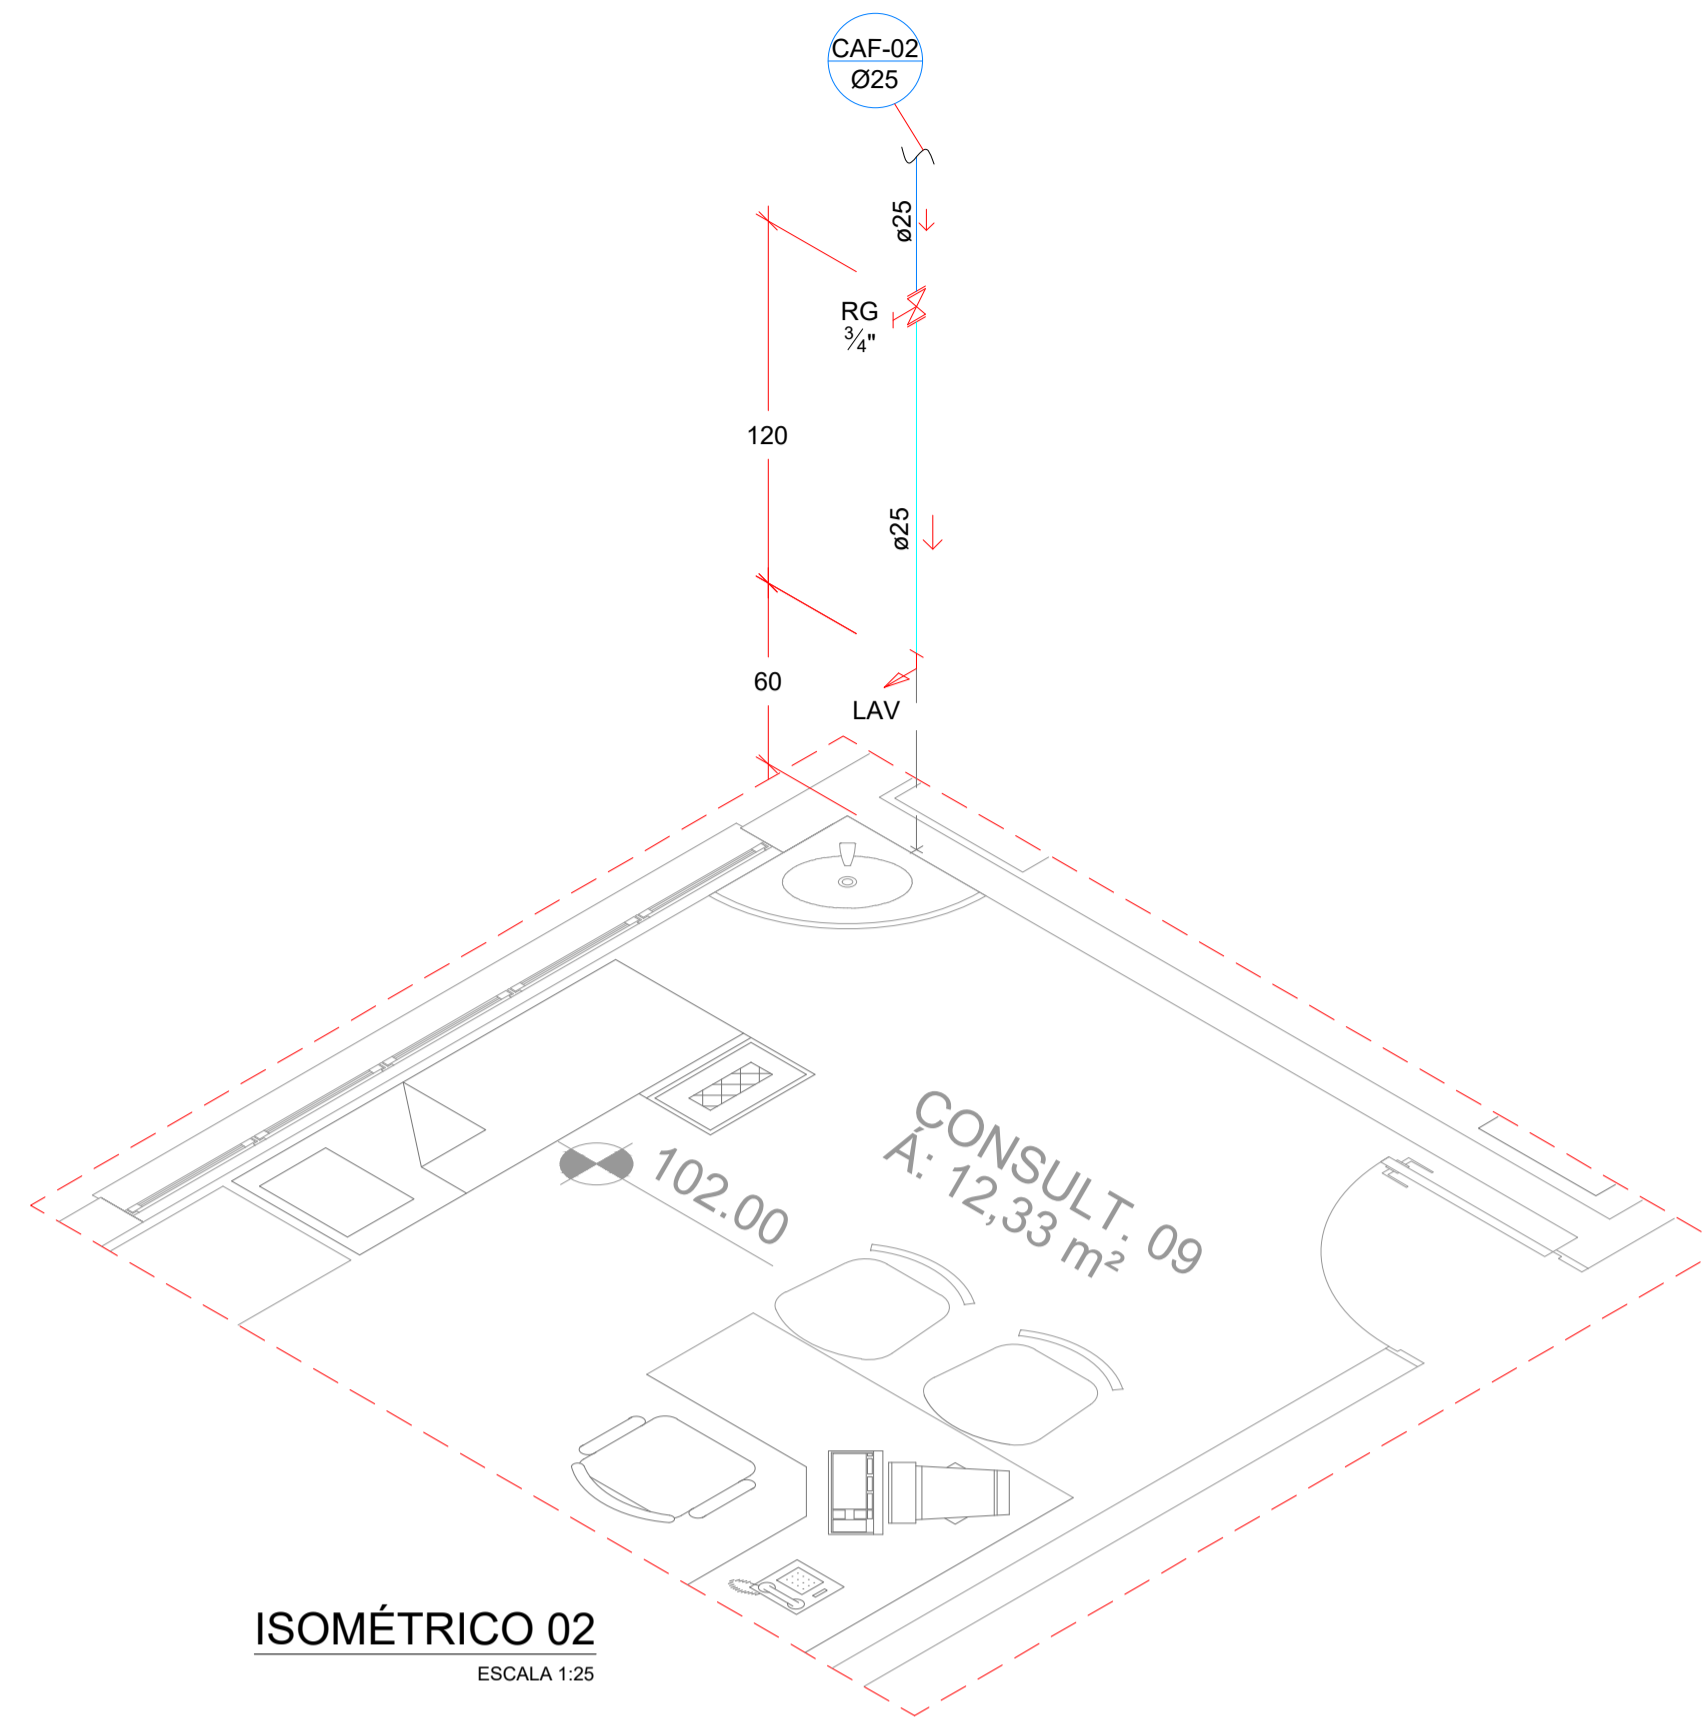 CAF-02
Ø25
ø25
RG
3/4"
120
ø25
60
LAV
CONSULT. 09
Á: 12,33 m²
102.00
ISOMÉTRICO 02
ESCALA 1:25